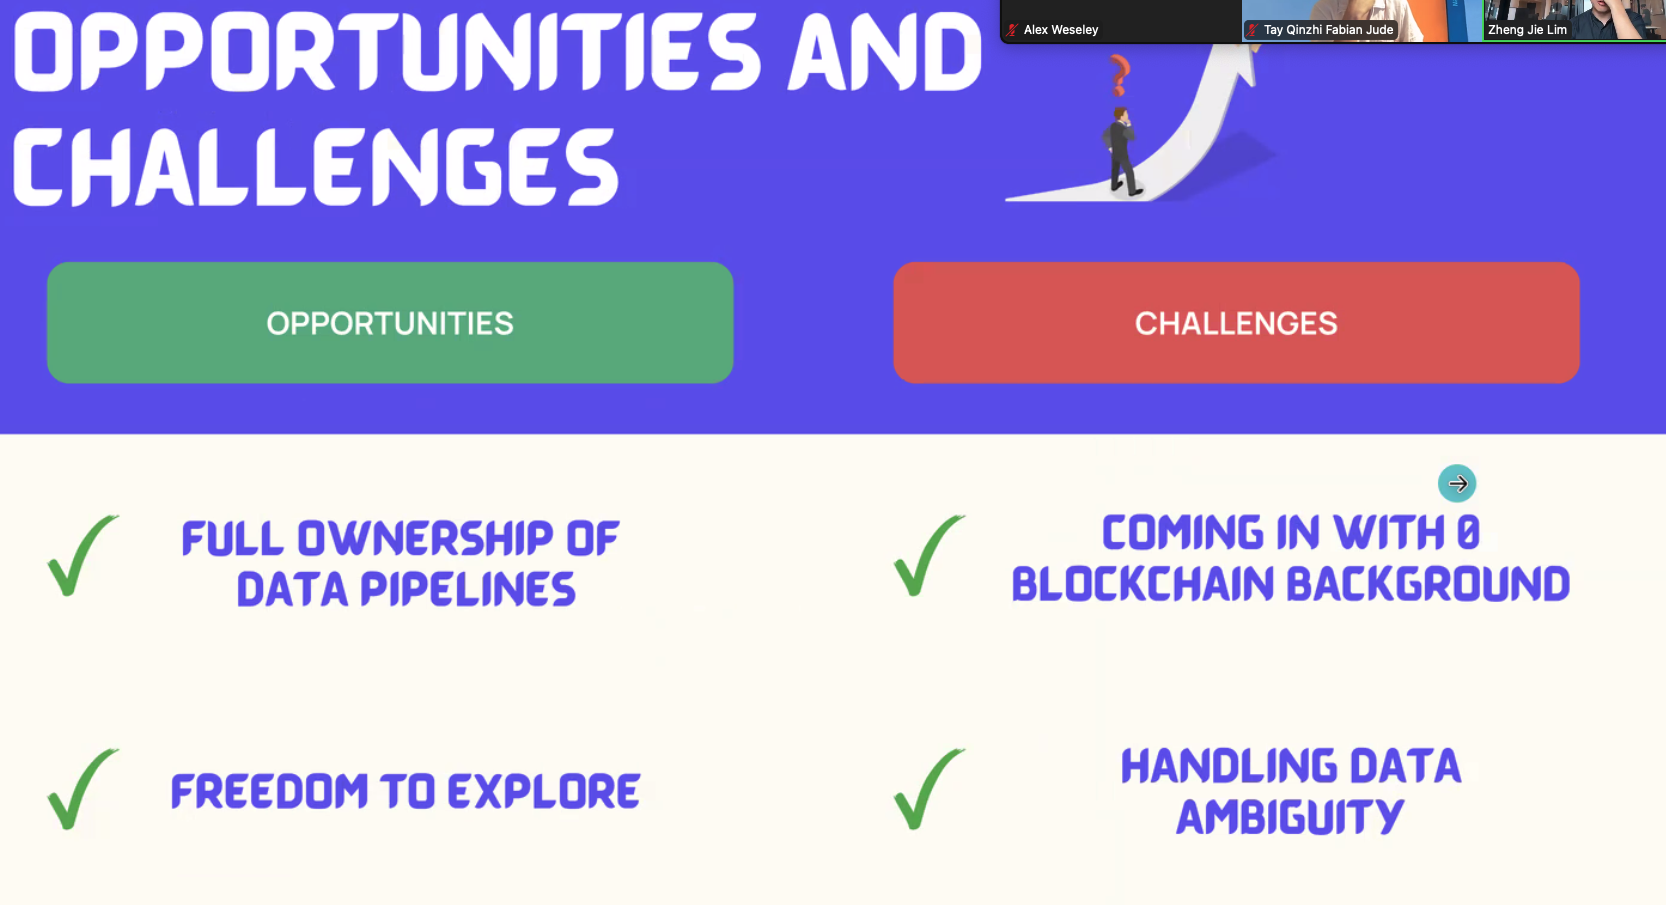 OPPORTUNITIES AND
CHALLENGES
Alex Weseley
Tay Qinzhi Fabian Jude
Zheng Jie Lim
?
OPPORTUNITIES
CHALLENGES
FULL OWNERSHIP OF
DATA PIPELINES
COMING IN WITH 0
BLOCKCHAIN BACKGROUND
FREEDOM TO EXPLORE
HANDLING DATA
AMBIGUITY